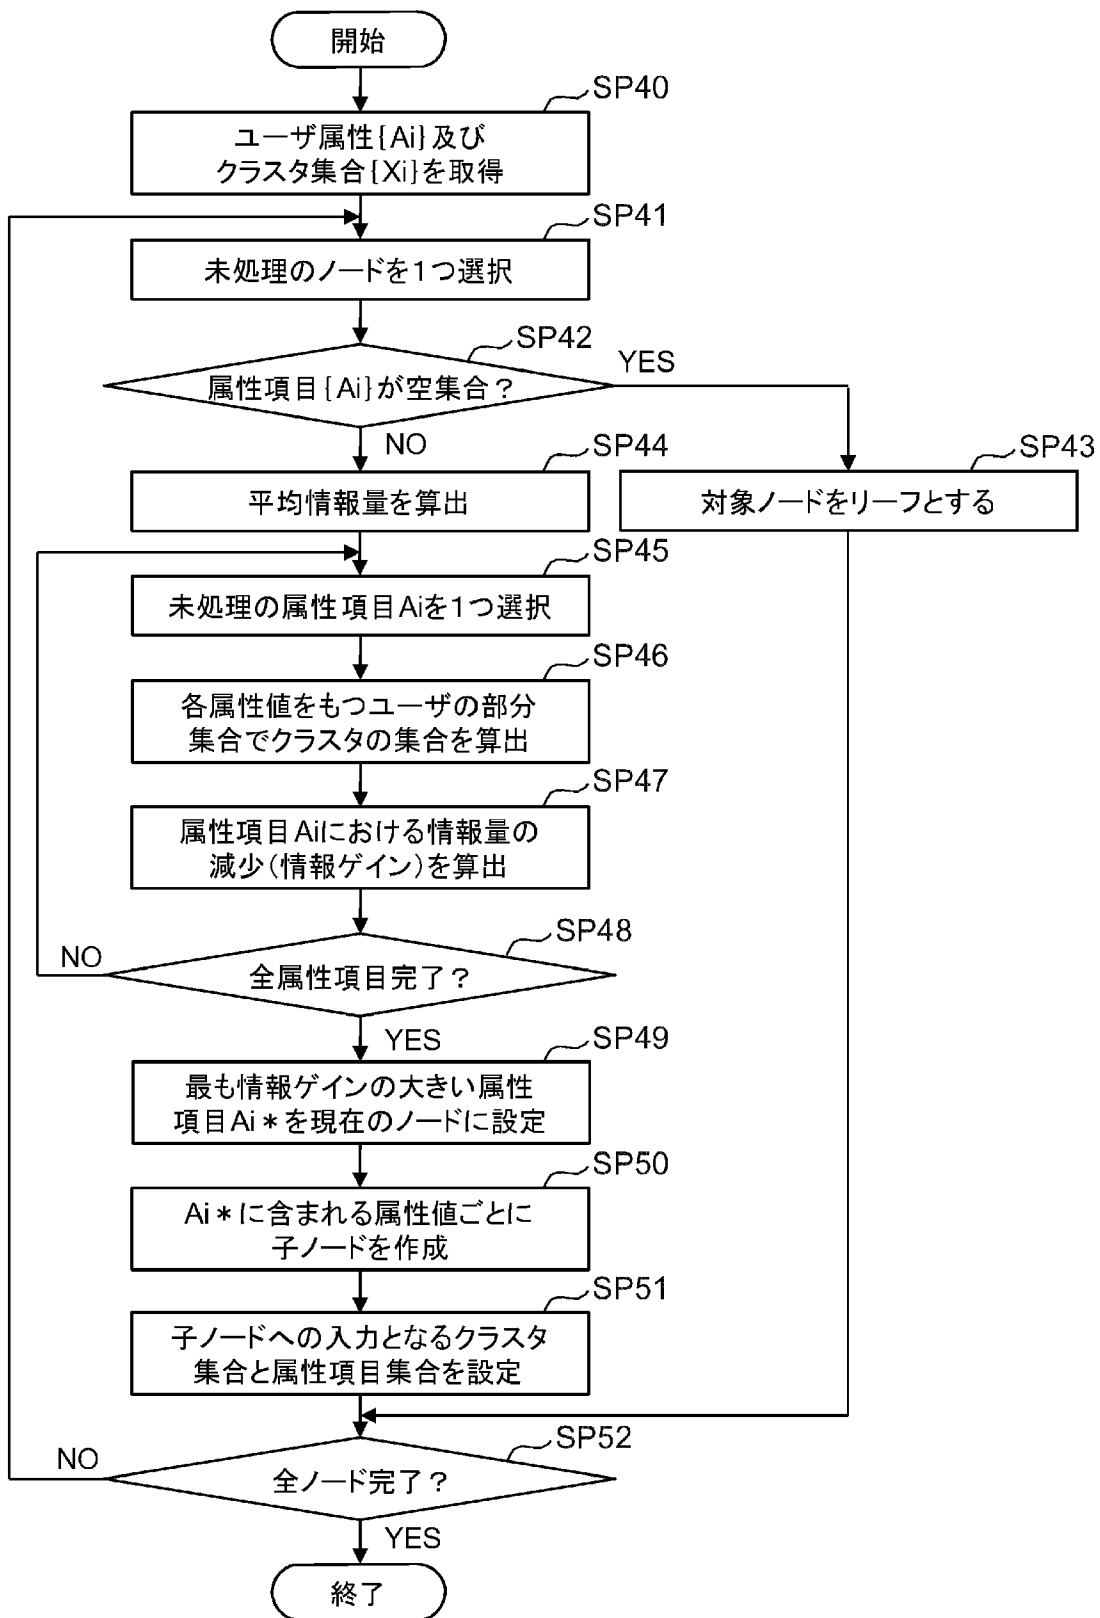 開始
SP40
ユーザ属性{Ai}及び
クラスタ集合{Xi}を取得
SP41
未処理のノードを1つ選択
SP42
属性項目{Ai}が空集合?
YES
NO
SP43
対象ノードをリーフとする
SP44
平均情報量を算出
SP45
未処理の属性項目Aiを1つ選択
SP46
各属性値をもつユーザの部分
集合でクラスタの集合を算出
SP47
属性項目Aiにおける情報量の
減少(情報ゲイン)を算出
SP48
全属性項目完了?
NO
YES
SP49
最も情報ゲインの大きい属性
項目Ai*を現在のノードに設定
SP50
Ai*に含まれる属性値ごとに
子ノードを作成
SP51
子ノードへの入力となるクラスタ
集合と属性項目集合を設定
SP52
全ノード完了?
NO
YES
終了